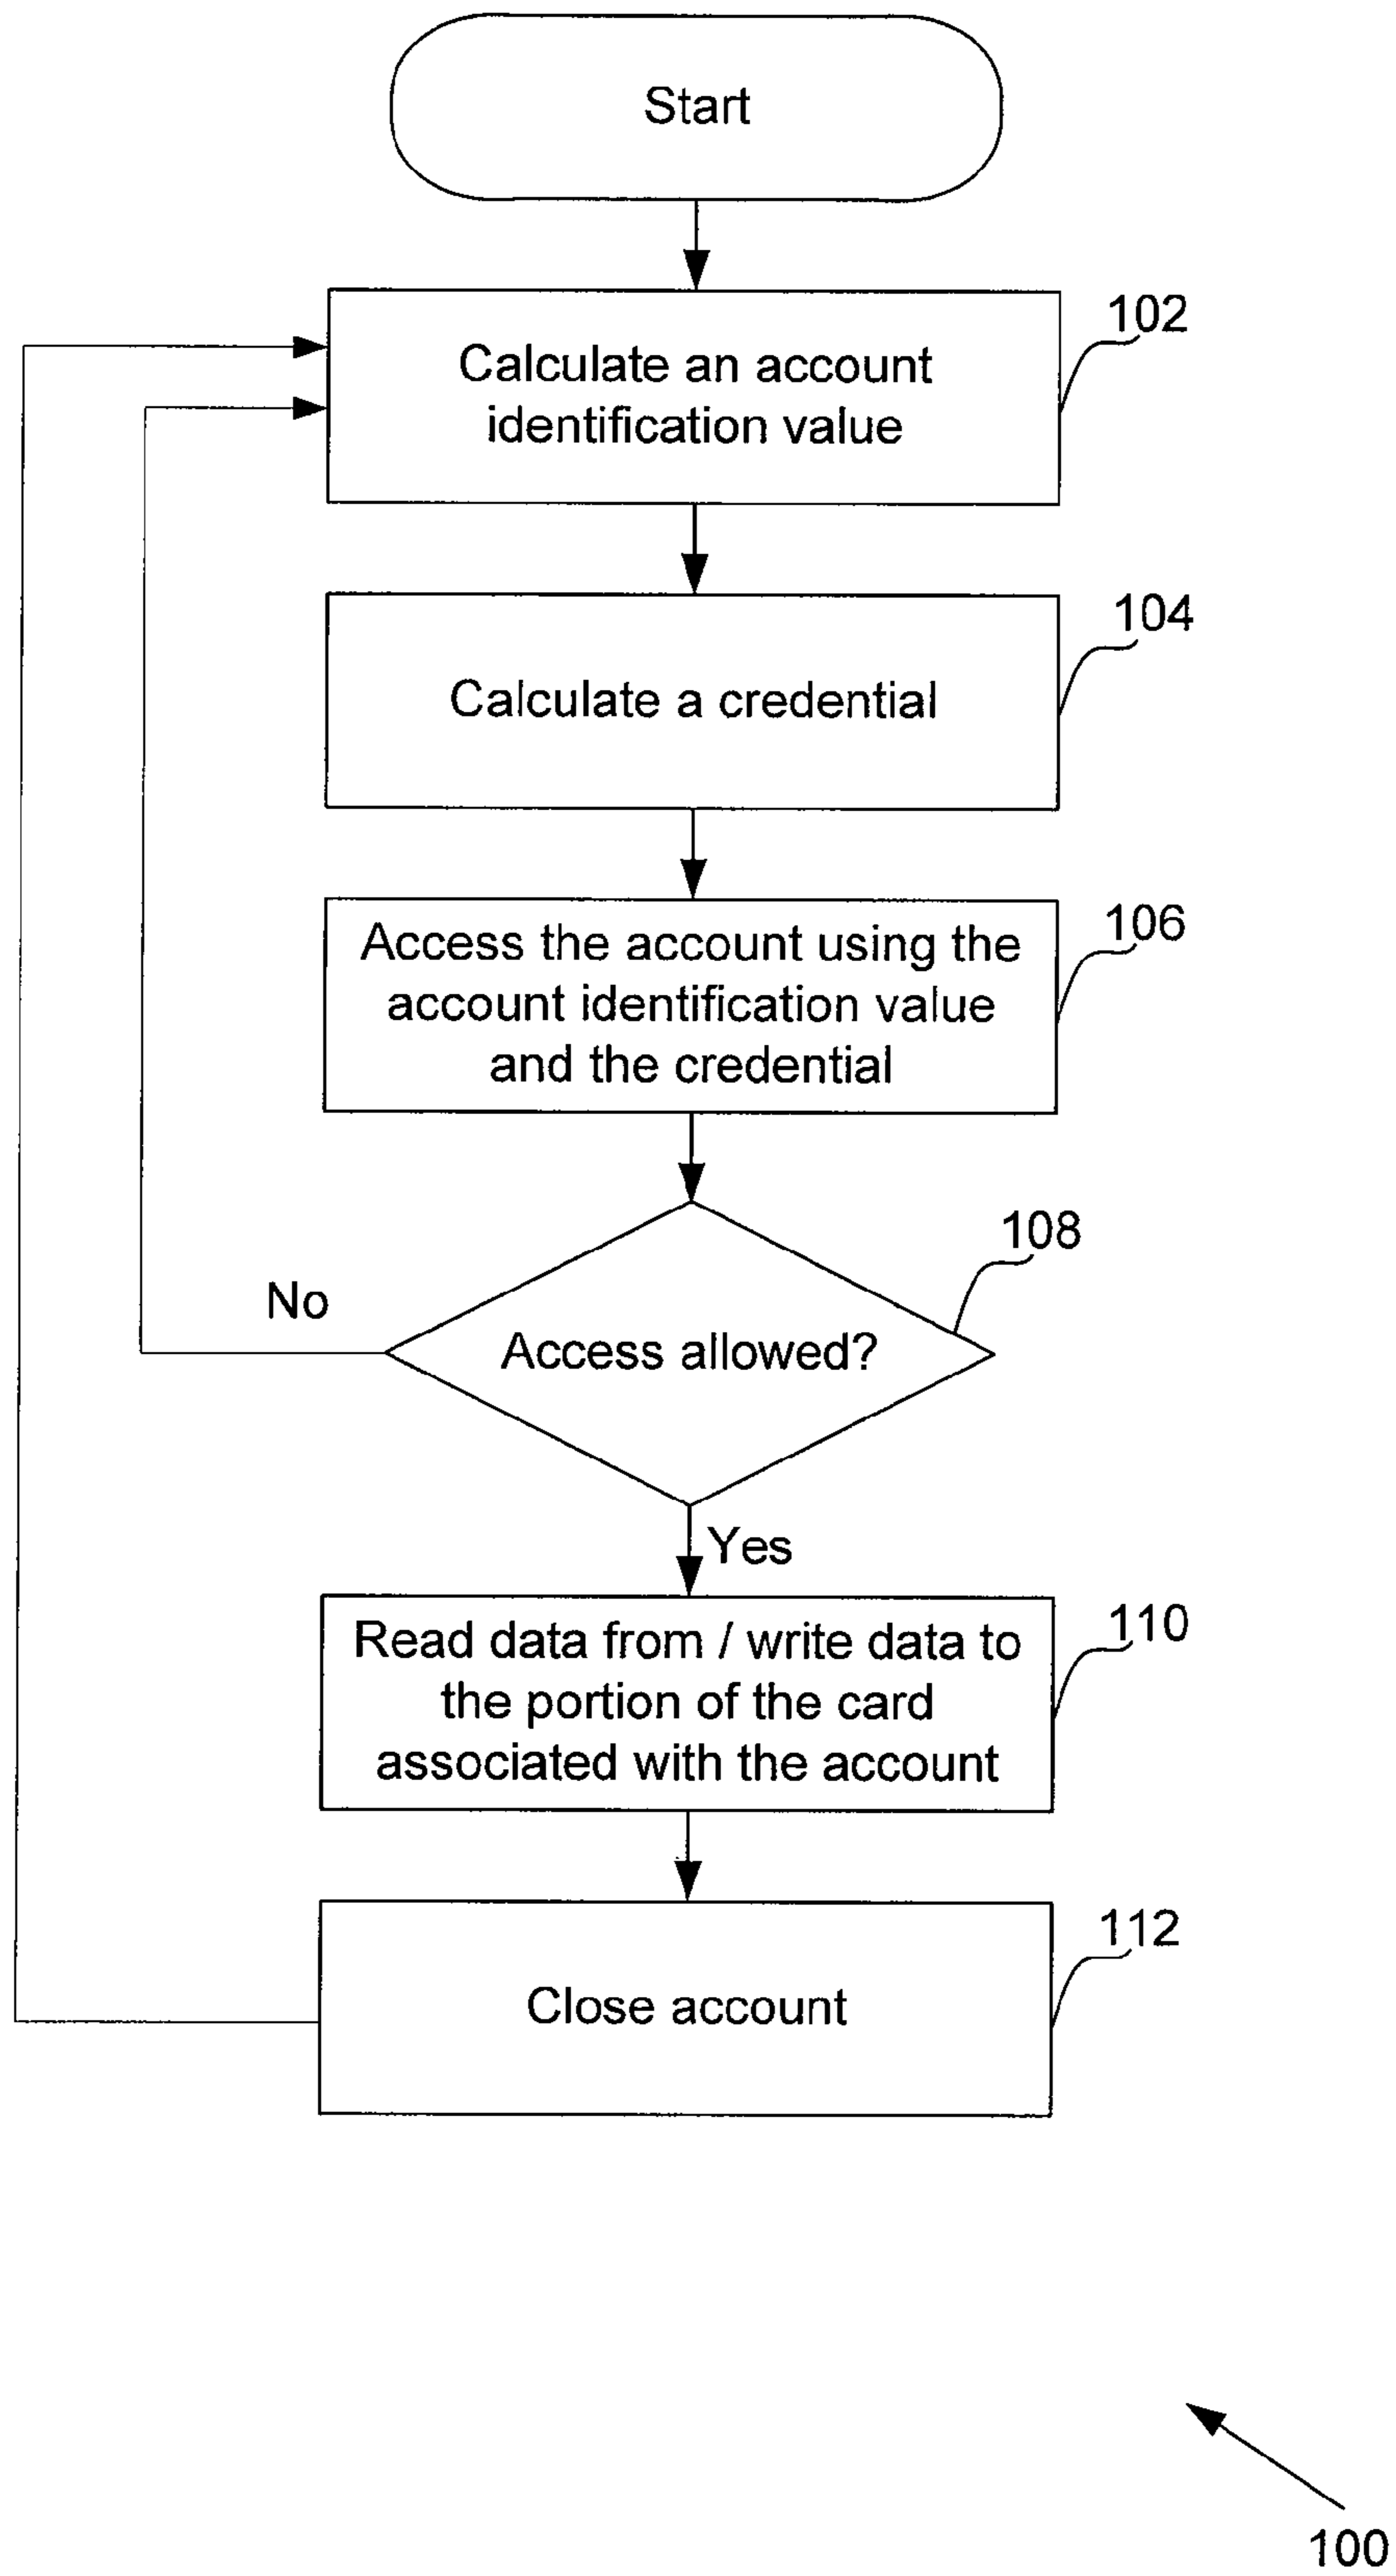 Start
102
Calculate an account
identification value
104
Calculate a credential
106
Access the account using the
account identification value
and the credential
108
No
Access allowed?
Yes
110
Read data from / write data to
the portion of the card
associated with the account
112
Close account
100